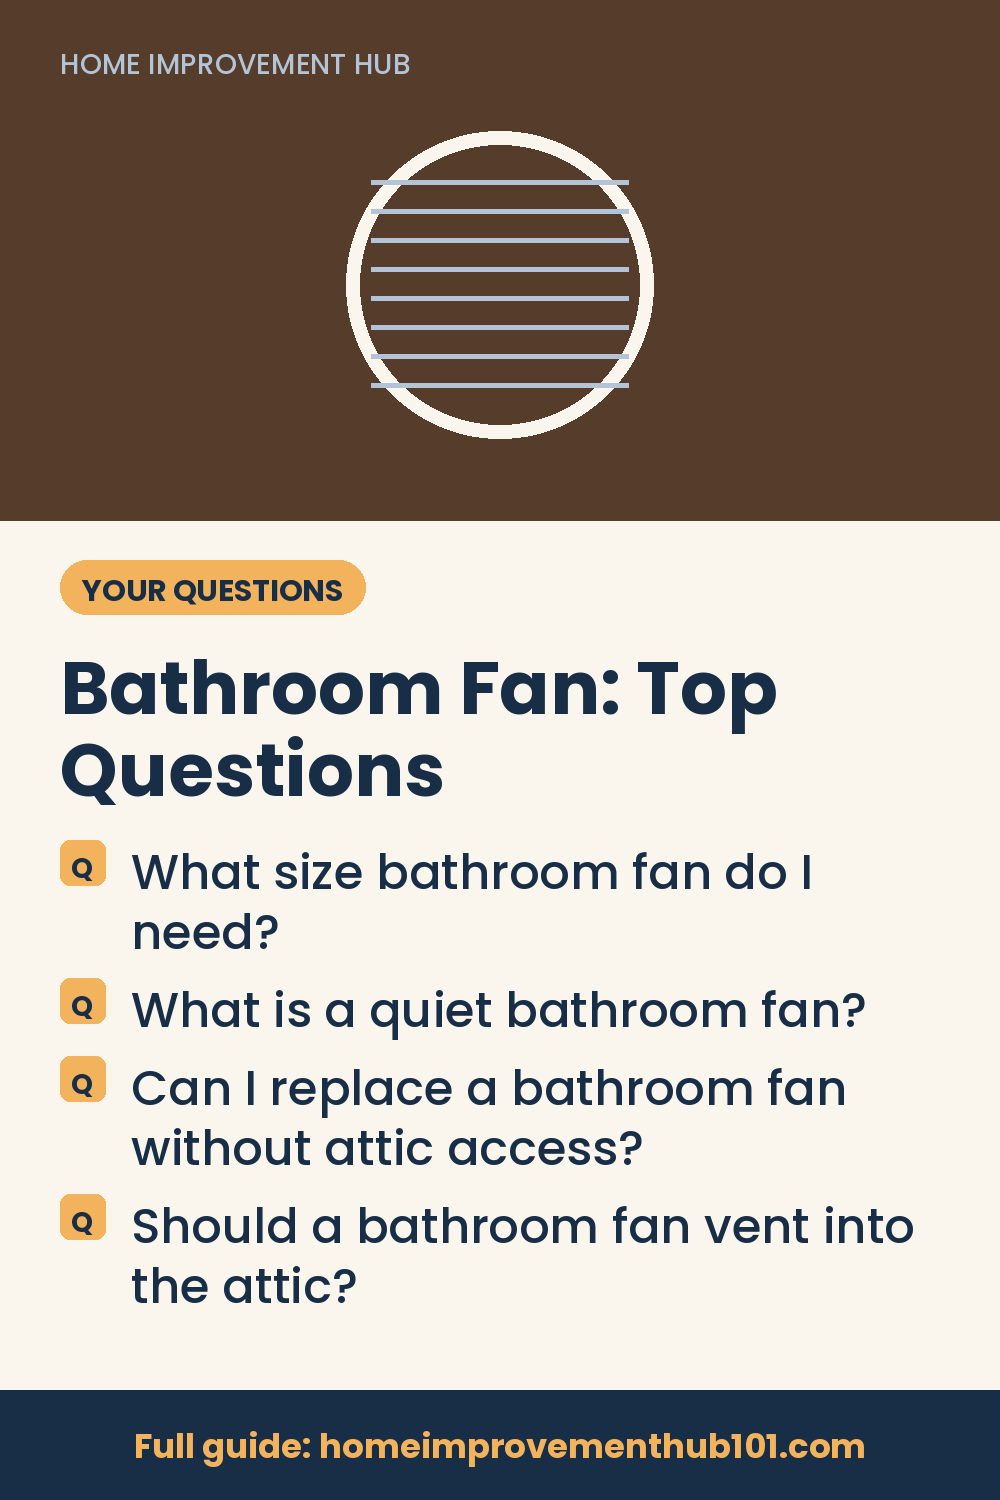 HOME IMPROVEMENT HUB
YOUR QUESTIONS
Bathroom Fan: Top
Questions
Q What size bathroom fan do I
need?
Q What is a quiet bathroom fan?
Q Can I replace a bathroom fan
without attic access?
Q Should a bathroom fan vent into
the attic?
Full guide: homeimprovementhub101.com